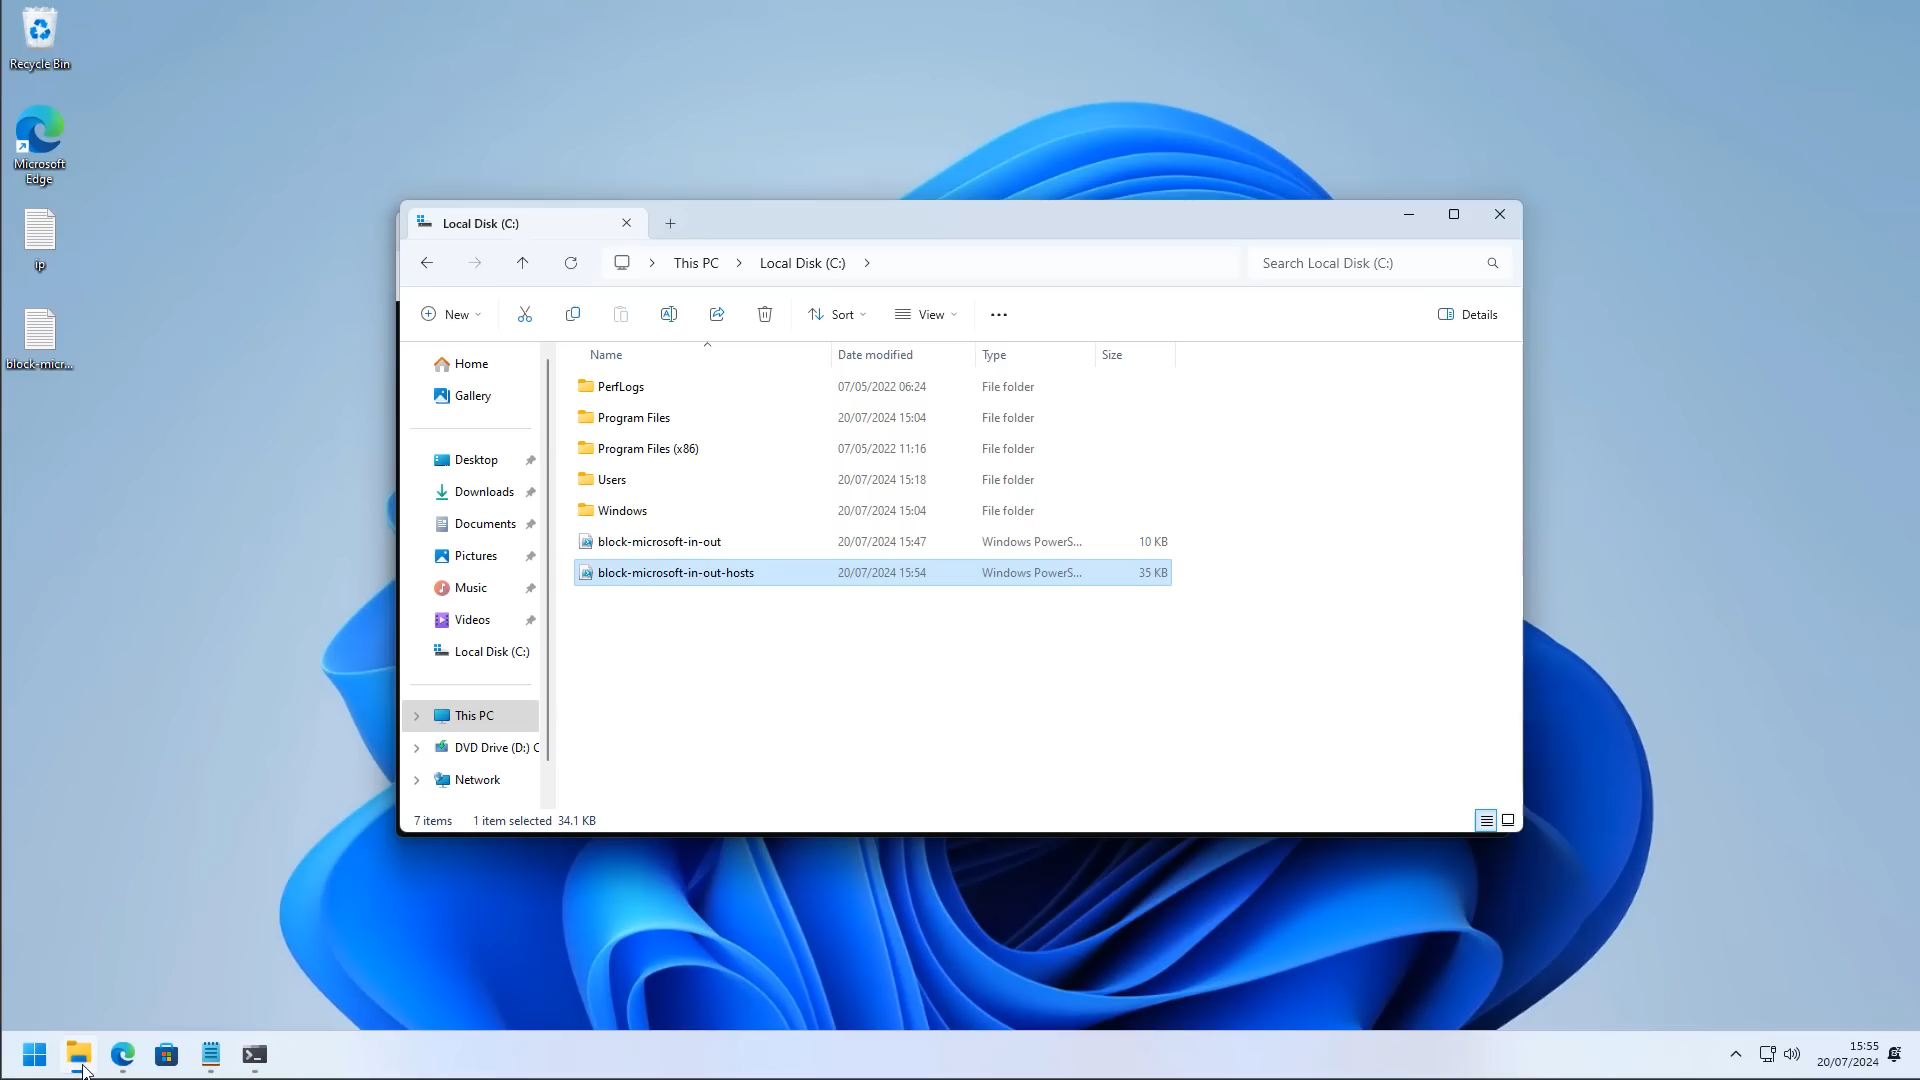 Recycle Bin
Microsoft
Edge
ip
block-micr...
Local Disk (C:)
This PC
Local Disk (C:)
Search Local Disk (C:)
New
Sort
View
Details
Name
Date modified
Type
Size
Home
Gallery
Desktop
Downloads
Documents
Pictures
Music
Videos
Local Disk (C:)
This PC
DVD Drive (D:) C
Network
PerfLogs 07/05/2022 06:24 File folder
Program Files 20/07/2024 15:04 File folder
Program Files (x86) 07/05/2022 11:16 File folder
Users 20/07/2024 15:18 File folder
Windows 20/07/2024 15:04 File folder
block-microsoft-in-out 20/07/2024 15:47 Windows PowerS... 10 KB
block-microsoft-in-out-hosts 20/07/2024 15:54 Windows PowerS... 35 KB
7 items 1 item selected 34.1 KB
15:55
20/07/2024